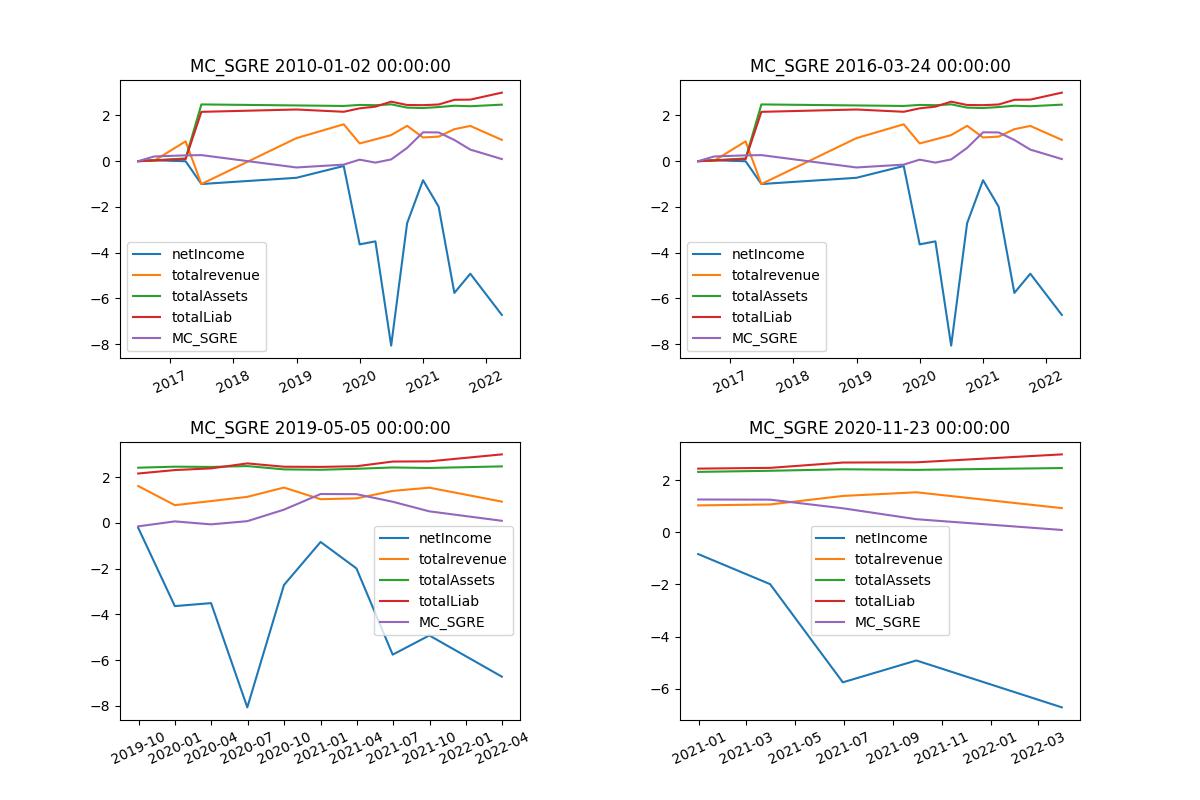 MC_SGRE 2010-01-02 00:00:00
2
0
−2
−4
−6
−8
netIncome
totalrevenue
totalAssets
totalLiab
MC_SGRE
2017 2018 2019 2020 2021 2022
MC_SGRE 2016-03-24 00:00:00
2
0
−2
−4
−6
−8
netIncome
totalrevenue
totalAssets
totalLiab
MC_SGRE
2017 2018 2019 2020 2021 2022
MC_SGRE 2019-05-05 00:00:00
2
0
−2
−4
−6
−8
netIncome
totalrevenue
totalAssets
totalLiab
MC_SGRE
2019-10 2020-01 2020-04 2020-07 2020-10 2021-01 2021-04 2021-07 2021-10 2022-01 2022-04
MC_SGRE 2020-11-23 00:00:00
2
0
−2
−4
−6
netIncome
totalrevenue
totalAssets
totalLiab
MC_SGRE
2021-01 2021-03 2021-05 2021-07 2021-09 2021-11 2022-01 2022-03